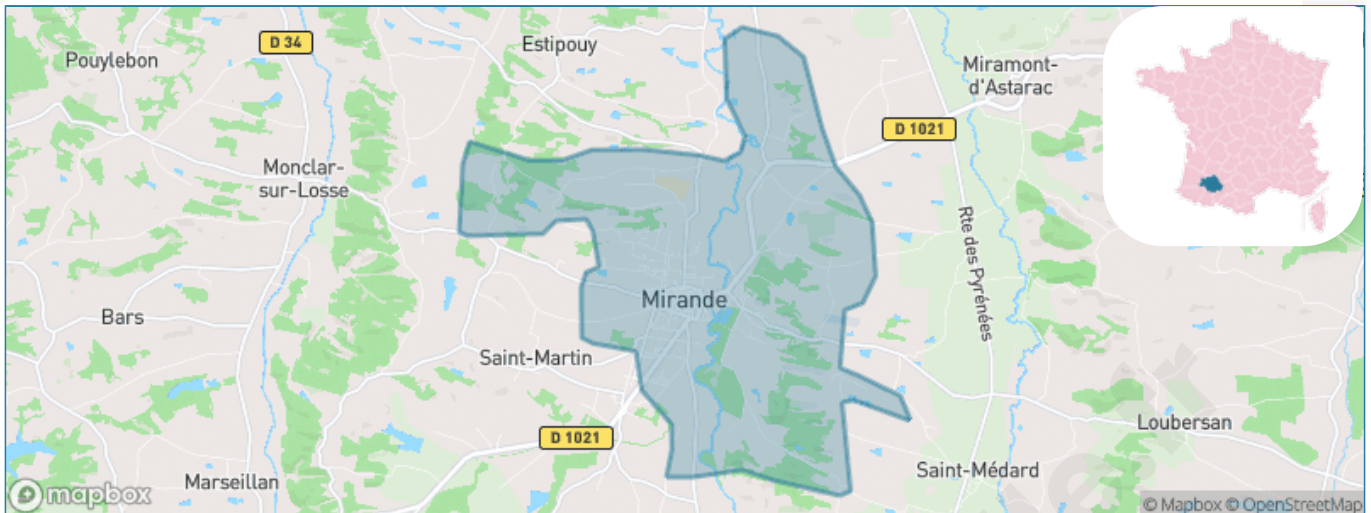 D 34
Estipouy
Pouylebon
Miramont-
d'Astarac
D 1021
Monclar-
sur-Losse
Rte des Pyrénées
Mirande
Bars
Saint-Martin
Loubersan
D 1021
Saint-Médard
Marseillan
mapbox
© Mapbox © OpenStreetMap